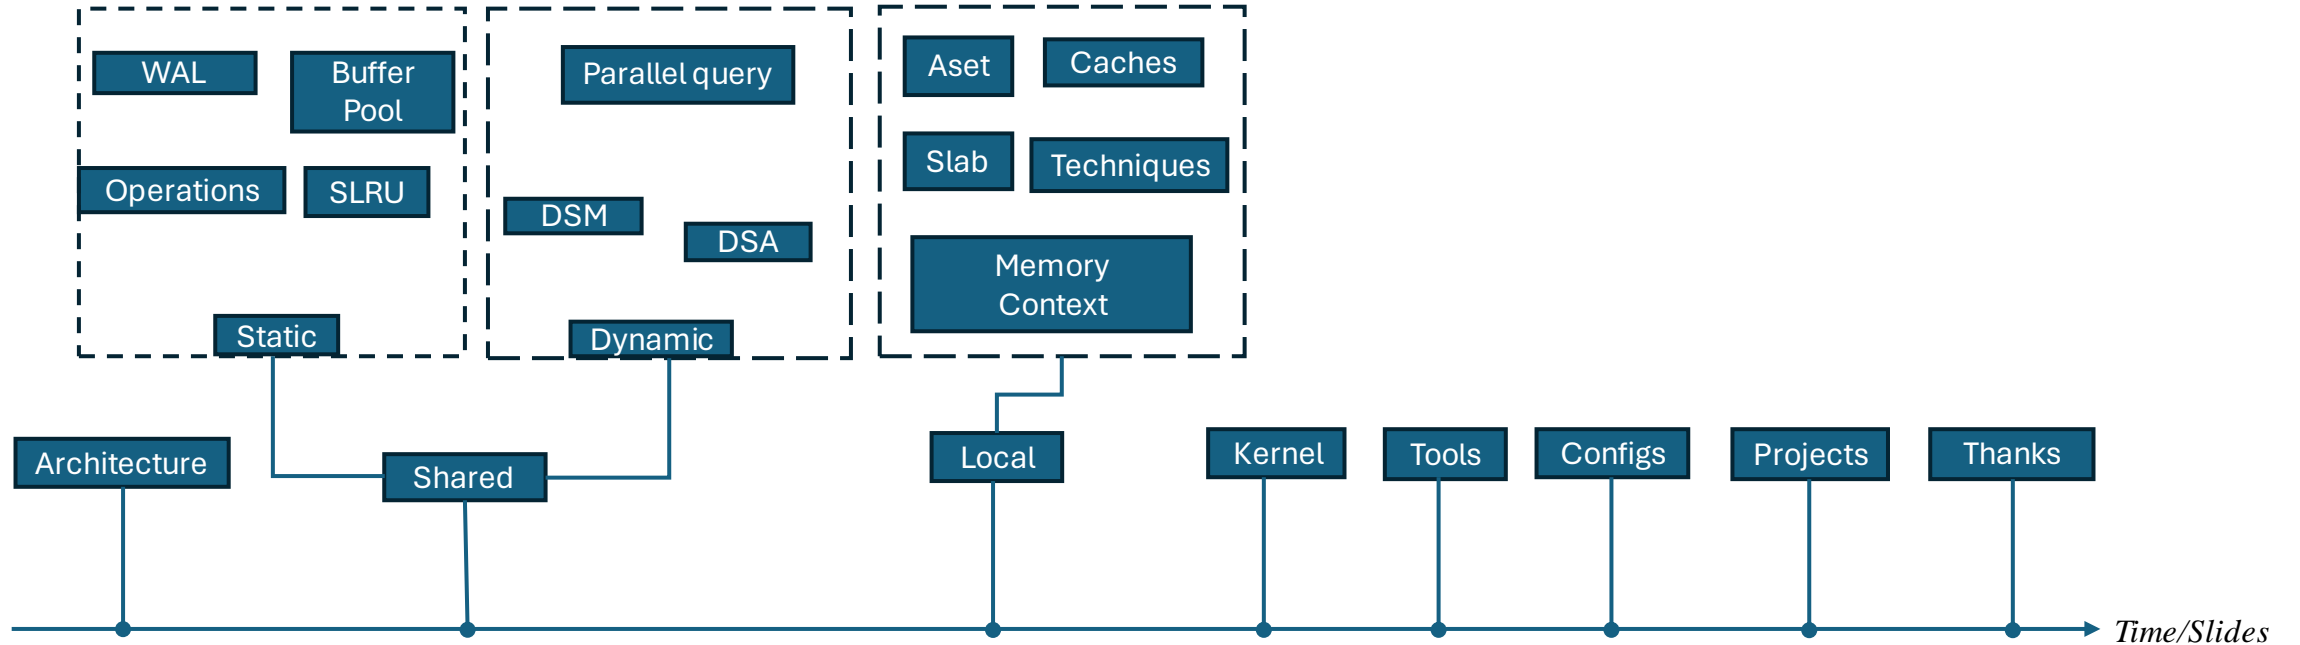 WAL
Buffer
Pool
Operations
SLRU
Static
Parallel query
DSM
DSA
Dynamic
Aset
Caches
Slab
Techniques
Memory
Context
Architecture
Shared
Local
Kernel
Tools
Configs
Projects
Thanks
Time/Slides